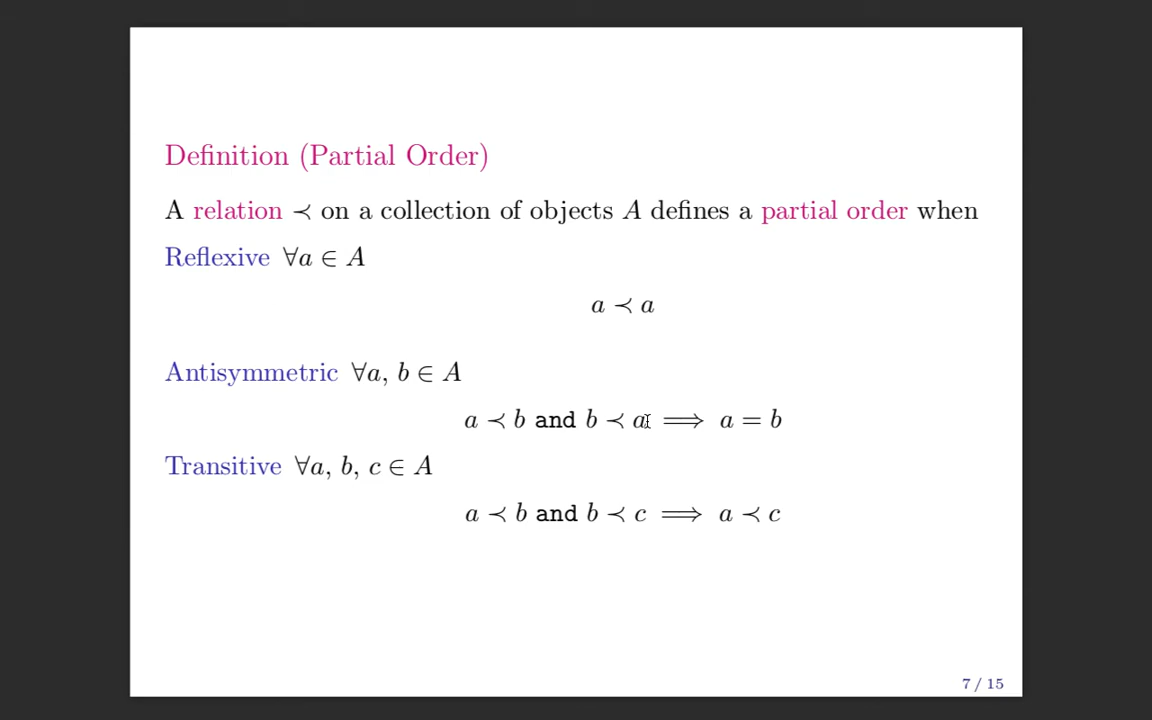 Definition (Partial Order)
A relation ≺ on a collection of objects A defines a partial order when
Reflexive ∀a ∈ A
a ≺ a
Antisymmetric ∀a, b ∈ A
a ≺ b and b ≺ a ⟹ a = b
Transitive ∀a, b, c ∈ A
a ≺ b and b ≺ c ⟹ a ≺ c
7 / 15